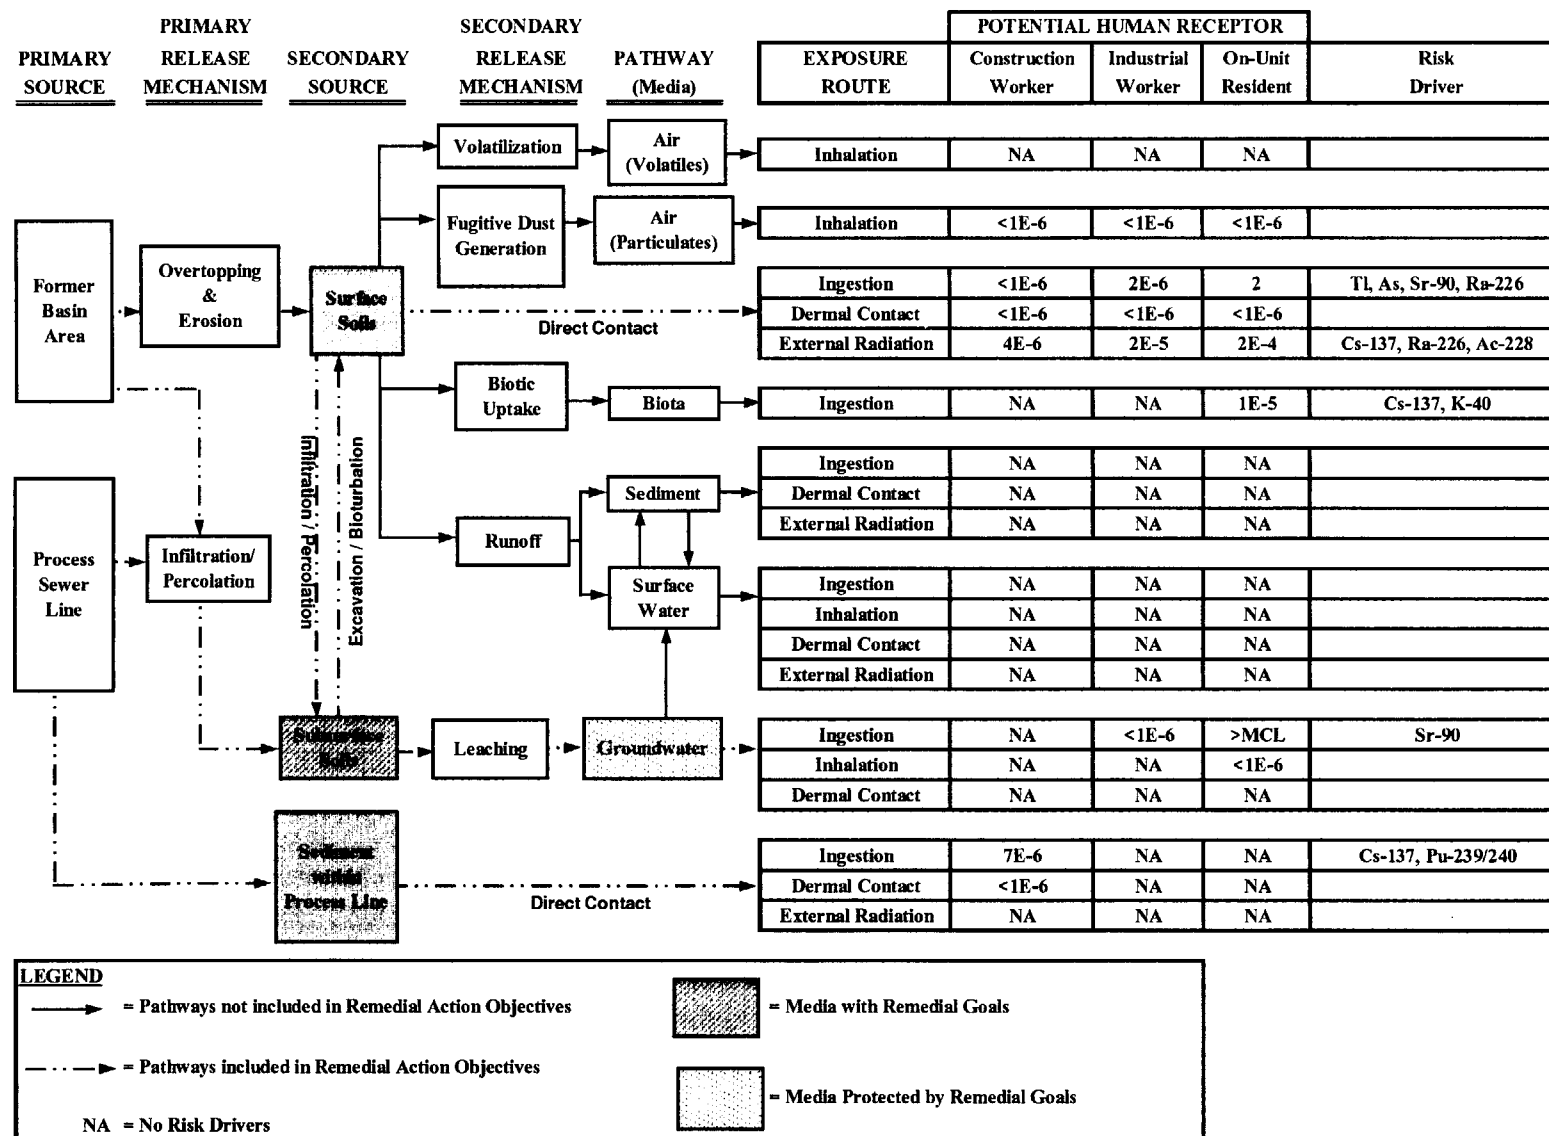 PRIMARY SOURCE
PRIMARY RELEASE MECHANISM
SECONDARY SOURCE
SECONDARY RELEASE MECHANISM
PATHWAY (Media)
POTENTIAL HUMAN RECEPTOR
EXPOSURE ROUTE
Construction Worker
Industrial Worker
On-Unit Resident
Risk Driver
Former Basin Area
Process Sewer Line
Overtopping & Erosion
Infiltration/ Percolation
Surface Soils
Infiltration / Percolation
Excavation / Bioturbation
Subsurface Soils
Sediment within Process Line
Volatilization
Fugitive Dust Generation
Direct Contact
Biotic Uptake
Runoff
Leaching
Direct Contact
Air (Volatiles)
Air (Particulates)
Biota
Sediment
Surface Water
Groundwater
Inhalation NA NA NA
Inhalation <1E-6 <1E-6 <1E-6
Ingestion <1E-6 2E-6 2 Tl, As, Sr-90, Ra-226
Dermal Contact <1E-6 <1E-6 <1E-6
External Radiation 4E-6 2E-5 2E-4 Cs-137, Ra-226, Ac-228
Ingestion NA NA 1E-5 Cs-137, K-40
Ingestion NA NA NA
Dermal Contact NA NA NA
External Radiation NA NA NA
Ingestion NA NA NA
Inhalation NA NA NA
Dermal Contact NA NA NA
External Radiation NA NA NA
Ingestion NA <1E-6 >MCL Sr-90
Inhalation NA NA <1E-6
Dermal Contact NA NA NA
Ingestion 7E-6 NA NA Cs-137, Pu-239/240
Dermal Contact <1E-6 NA NA
External Radiation NA NA NA
LEGEND
= Pathways not included in Remedial Action Objectives
= Pathways included in Remedial Action Objectives
NA = No Risk Drivers
= Media with Remedial Goals
= Media Protected by Remedial Goals